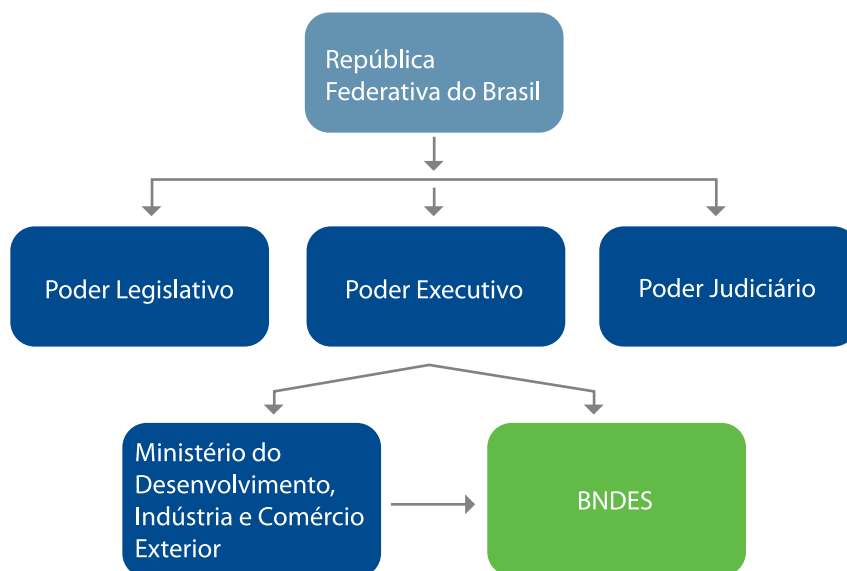 República
Federativa do Brasil
Poder Legislativo
Poder Executivo
Poder Judiciário
Ministério do
Desenvolvimento,
Indústria e Comércio
Exterior
BNDES